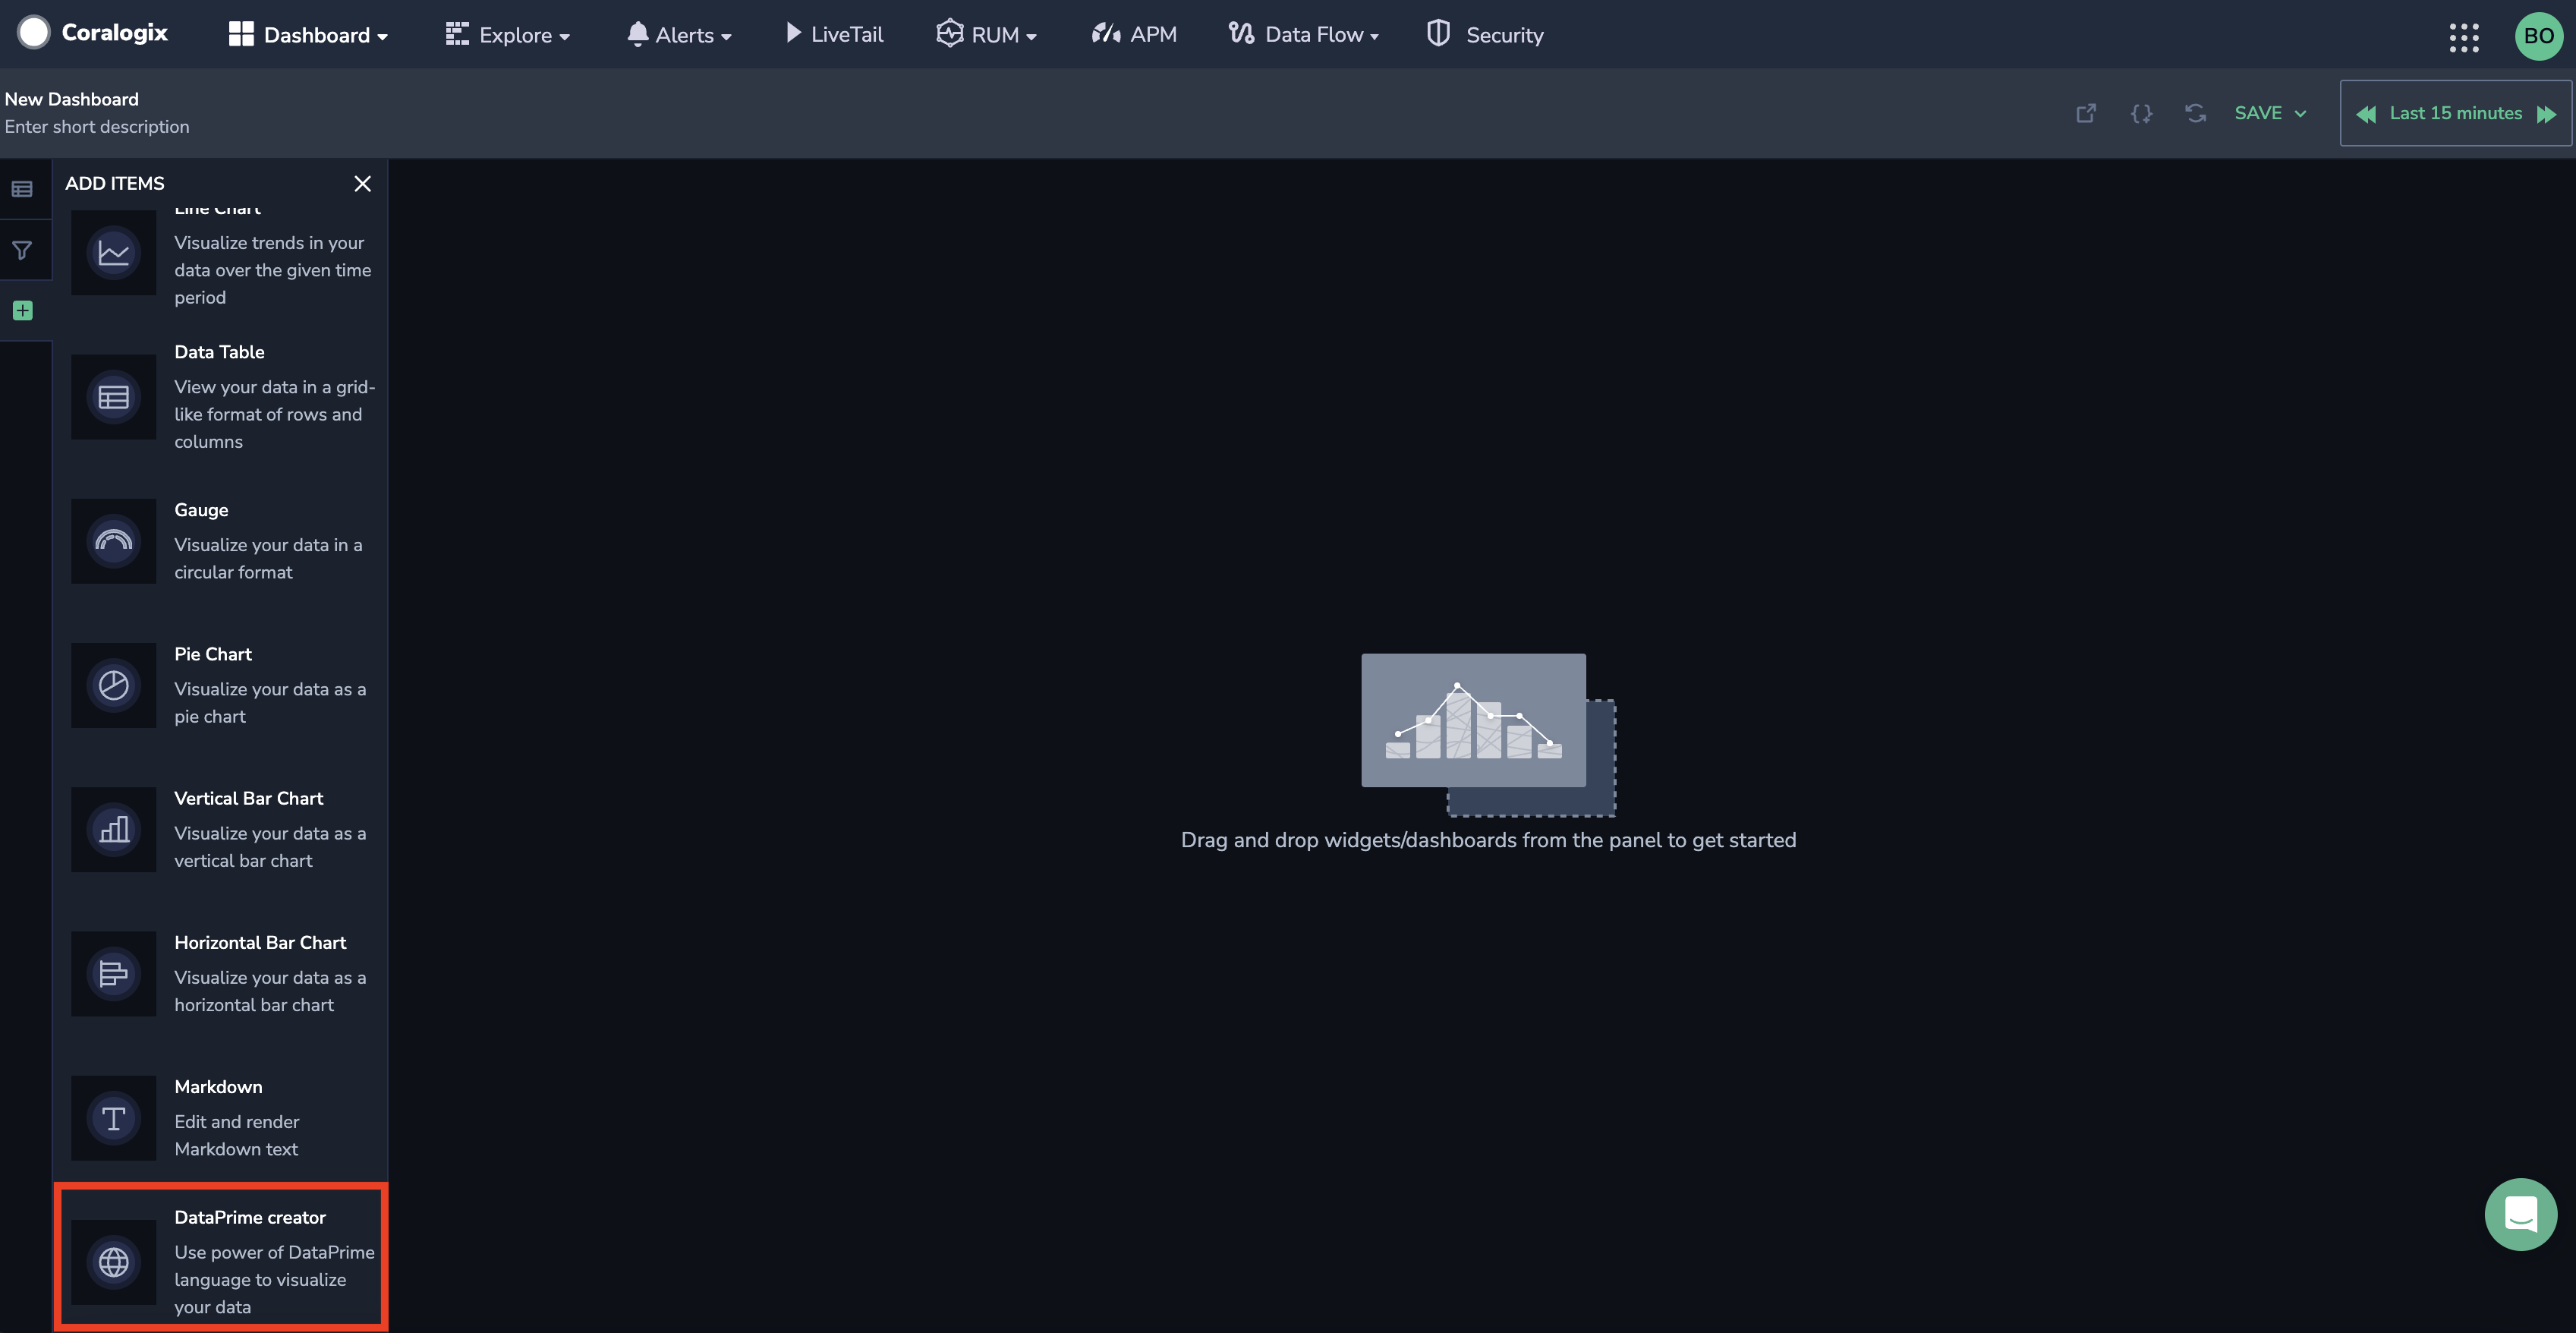 Coralogix
Dashboard
Explore
Alerts
LiveTail
RUM
APM
Data Flow
Security
BO
New Dashboard
Enter short description
SAVE
Last 15 minutes
ADD ITEMS
Line Chart
Visualize trends in your
data over the given time
period
Data Table
View your data in a grid-
like format of rows and
columns
Gauge
Visualize your data in a
circular format
Pie Chart
Visualize your data as a
pie chart
Vertical Bar Chart
Visualize your data as a
vertical bar chart
Horizontal Bar Chart
Visualize your data as a
horizontal bar chart
Markdown
Edit and render
Markdown text
DataPrime creator
Use power of DataPrime
language to visualize
your data
Drag and drop widgets/dashboards from the panel to get started